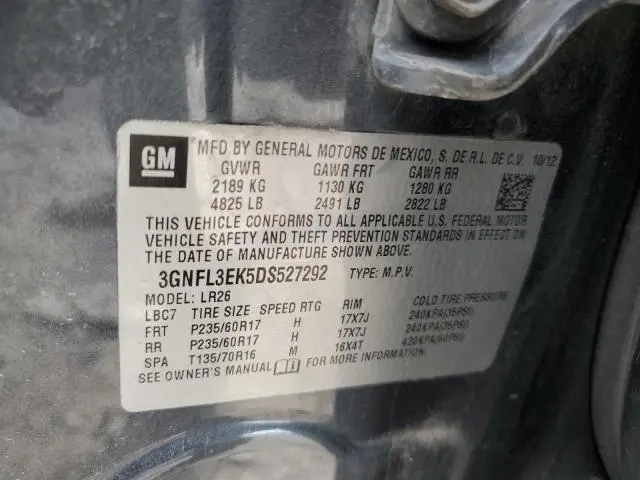 GM
MFD BY GENERAL MOTORS DE MEXICO, S. DE R.L. DE C.V. 10/12
GVWR GAWR FRT GAWR RR
2189 KG 1130 KG 1280 KG
4825 LB 2491 LB 2822 LB
THIS VEHICLE CONFORMS TO ALL APPLICABLE U.S. FEDERAL MOTOR
VEHICLE SAFETY AND THEFT PREVENTION STANDARDS IN EFFECT ON
THE DATE OF MANUFACTURE SHOWN ABOVE.
3GNFL3EK5DS527292 TYPE: M.P.V.
MODEL: LR26
LBC7 TIRE SIZE SPEED RTG RIM COLD TIRE PRESSURE
FRT P235/60R17 H 17X7J 240KPA(35PSI)
RR P235/60R17 H 17X7J 240KPA(35PSI)
SPA T135/70R16 M 16X4T 420KPA(60PSI)
SEE OWNER'S MANUAL FOR MORE INFORMATION.